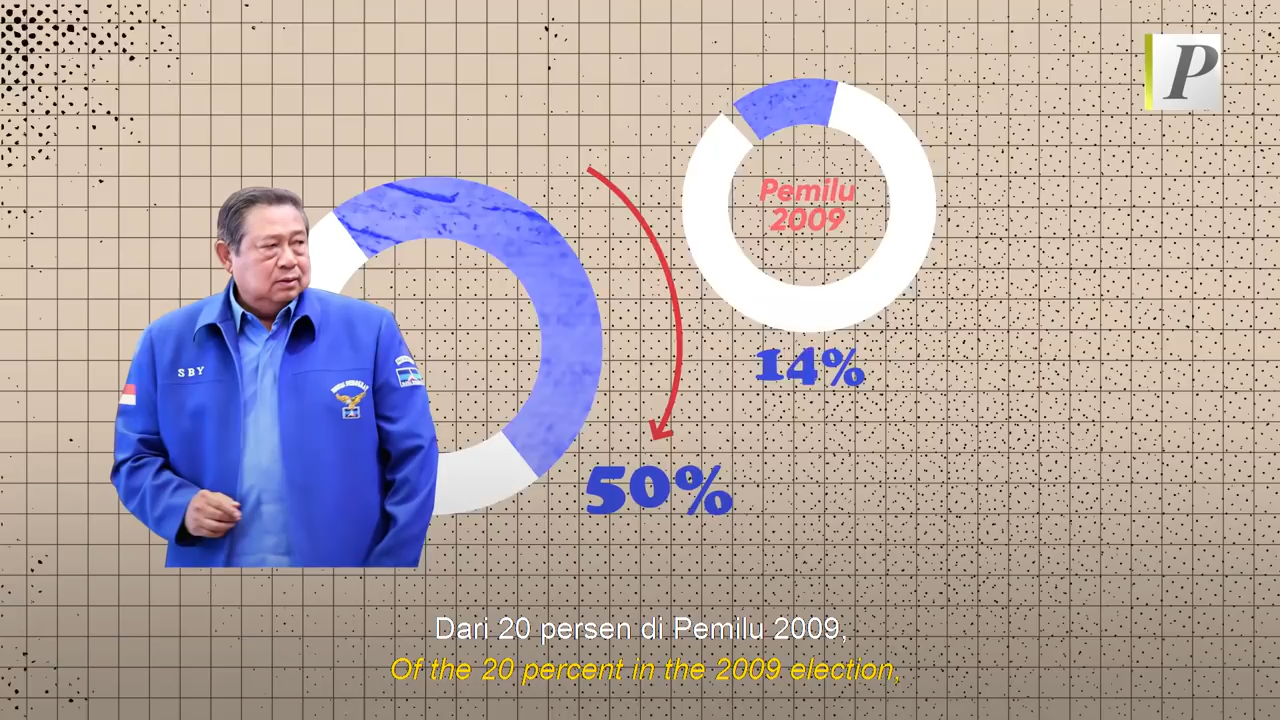 P
Pemilu
2009
14%
SBY
50%
Dari 20 persen di Pemilu 2009,
Of the 20 percent in the 2009 election,